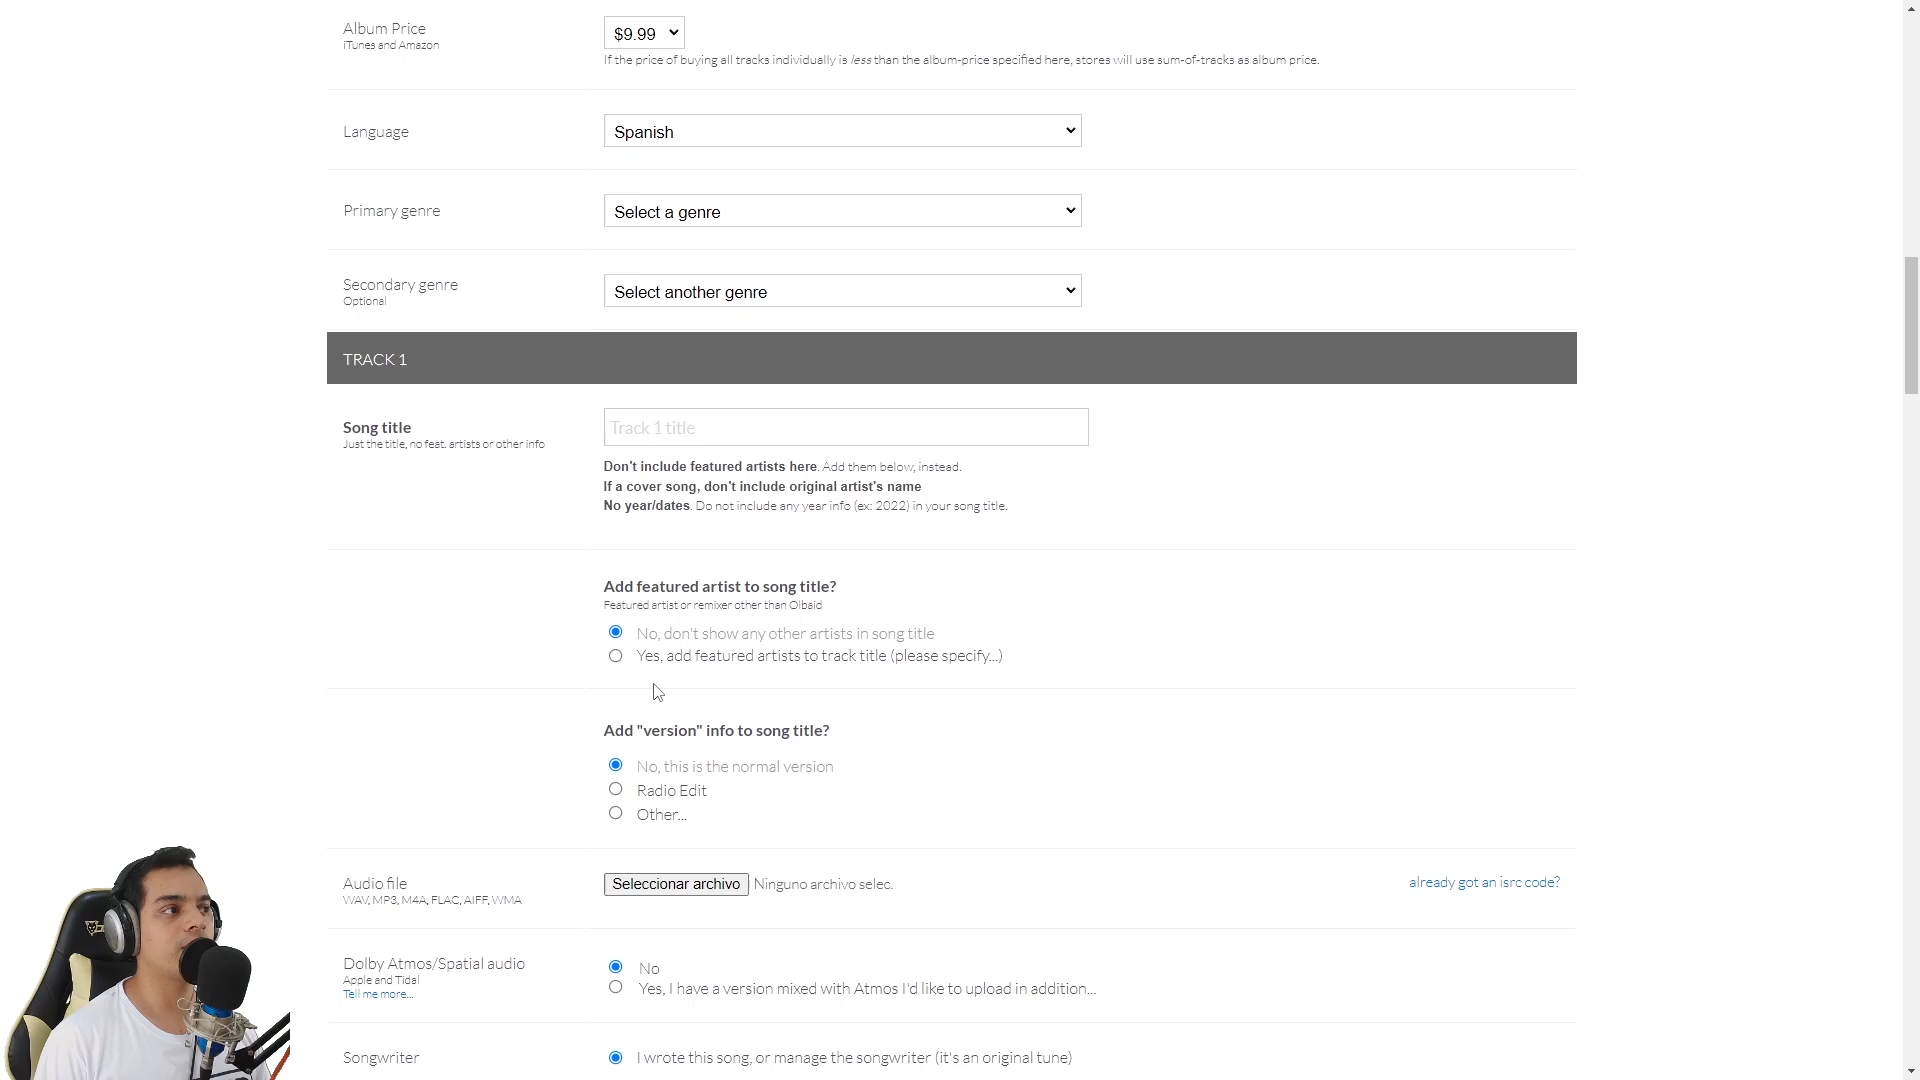 Album Price
iTunes and Amazon
$9.99
If the price of buying all tracks individually is less than the album-price specified here, stores will use sum-of-tracks as album price.
Language
Spanish
Primary genre
Select a genre
Secondary genre
Optional
Select another genre
TRACK 1
Song title
Just the title, no feat. artists or other info
Track 1 title
Don't include featured artists here. Add them below, instead.
If a cover song, don't include original artist's name
No year/dates. Do not include any year info (ex: 2022) in your song title.
Add featured artist to song title?
Featured artist or remixer other than Olbaid
No, don't show any other artists in song title
Yes, add featured artists to track title (please specify...)
Add "version" info to song title?
No, this is the normal version
Radio Edit
Other...
Audio file
WAV, MP3, M4A, FLAC, AIFF, WMA
Seleccionar archivo Ninguno archivo selec.
already got an isrc code?
Dolby Atmos/Spatial audio
Apple and Tidal
Tell me more...
No
Yes, I have a version mixed with Atmos I'd like to upload in addition...
Songwriter
I wrote this song, or manage the songwriter (it's an original tune)